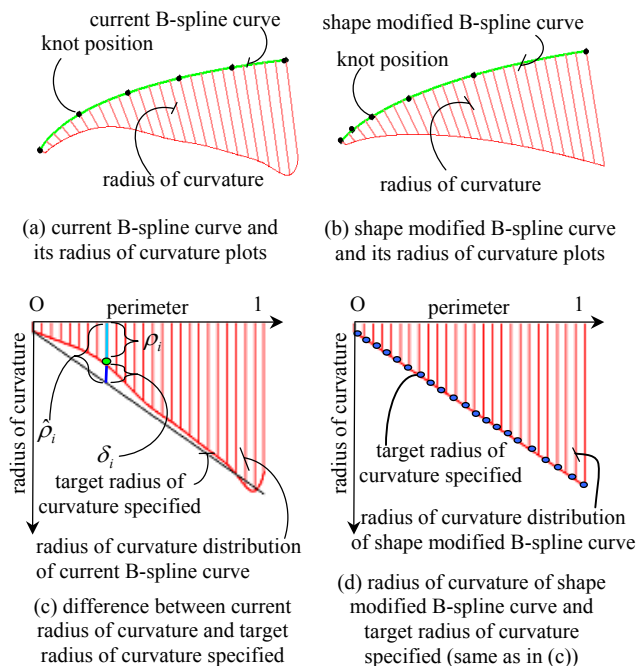 current B-spline curve
knot position
radius of curvature
(a) current B-spline curve and
its radius of curvature plots
shape modified B-spline curve
knot position
radius of curvature
(b) shape modified B-spline curve
and its radius of curvature plots
O perimeter 1
radius of curvature
ρi
ρ̂i
δi
target radius of
curvature specified
radius of curvature distribution
of current B-spline curve
(c) difference between current
radius of curvature and target
radius of curvature specified
O perimeter 1
radius of curvature
target radius of
curvature specified
radius of curvature distribution
of shape modified B-spline curve
(d) radius of curvature of shape
modified B-spline curve and
target radius of curvature
specified (same as in (c))